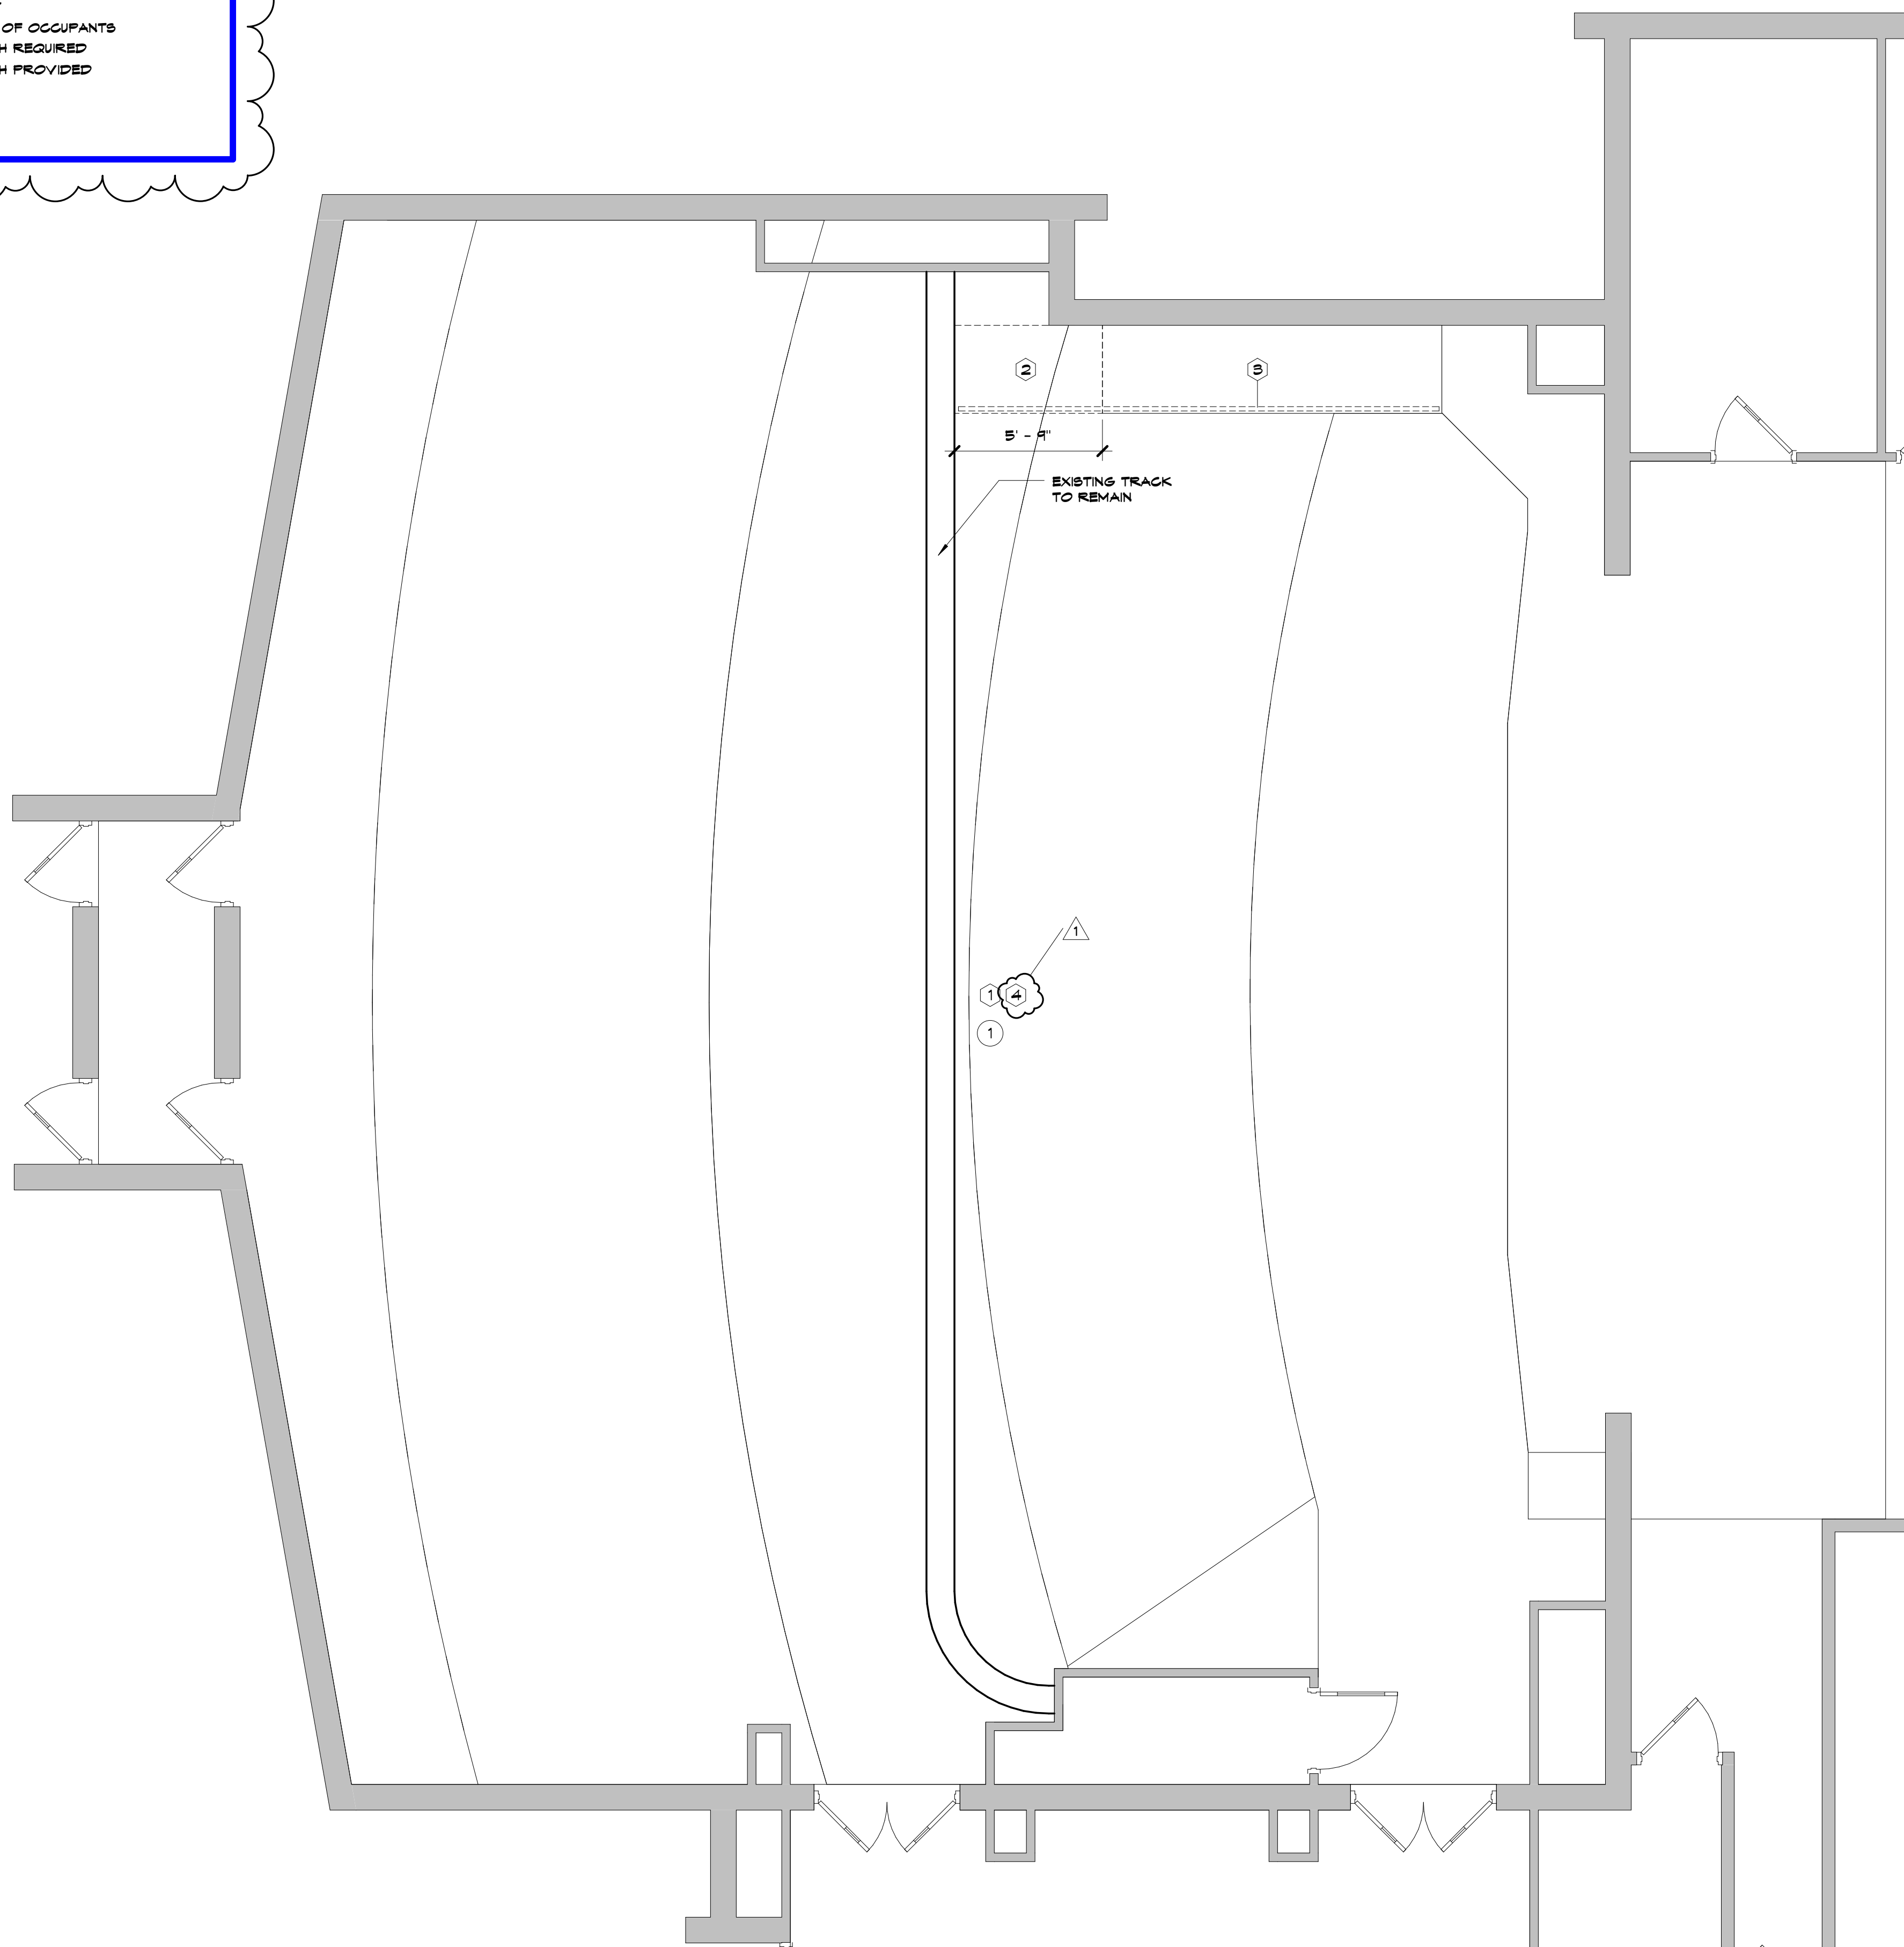 OF OCCUPANTS
H REQUIRED
H PROVIDED
2
3
5' - 9"
EXISTING TRACK
TO REMAIN
1
1
4
1